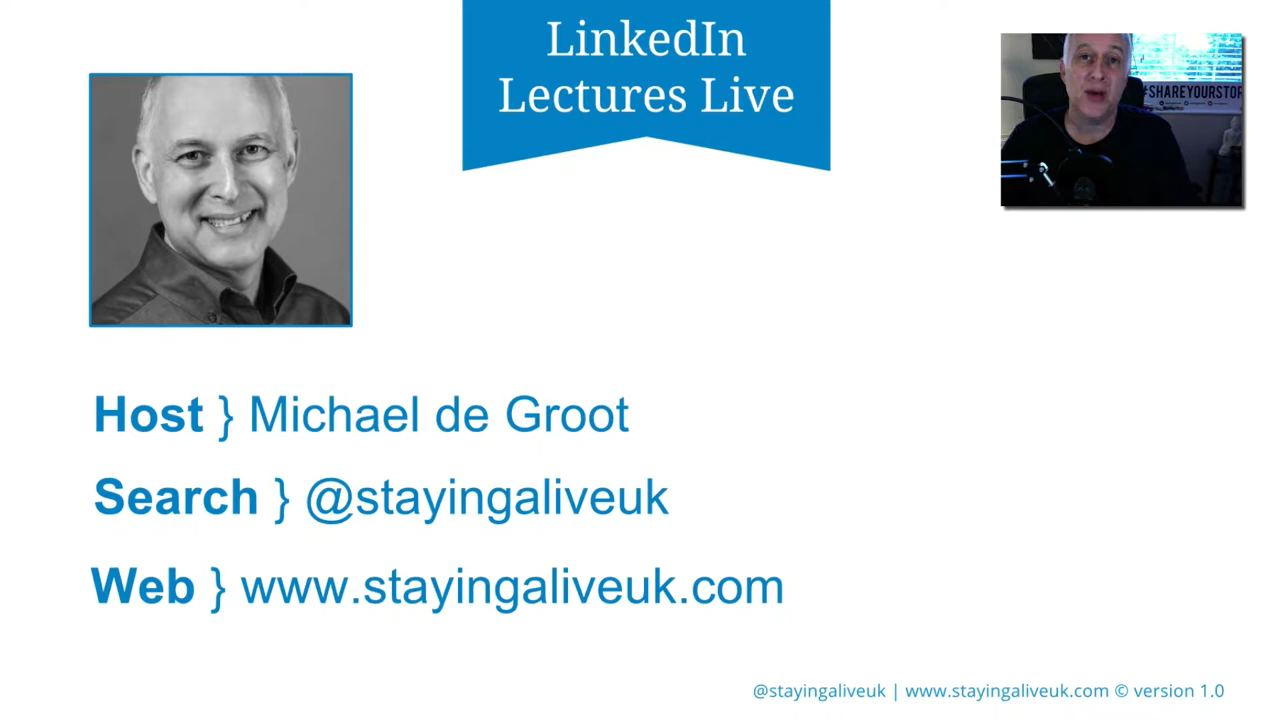 LinkedIn
Lectures Live
#SHAREYOURSTOR
Host } Michael de Groot
Search } @stayingaliveuk
Web } www.stayingaliveuk.com
@stayingaliveuk | www.stayingaliveuk.com © version 1.0